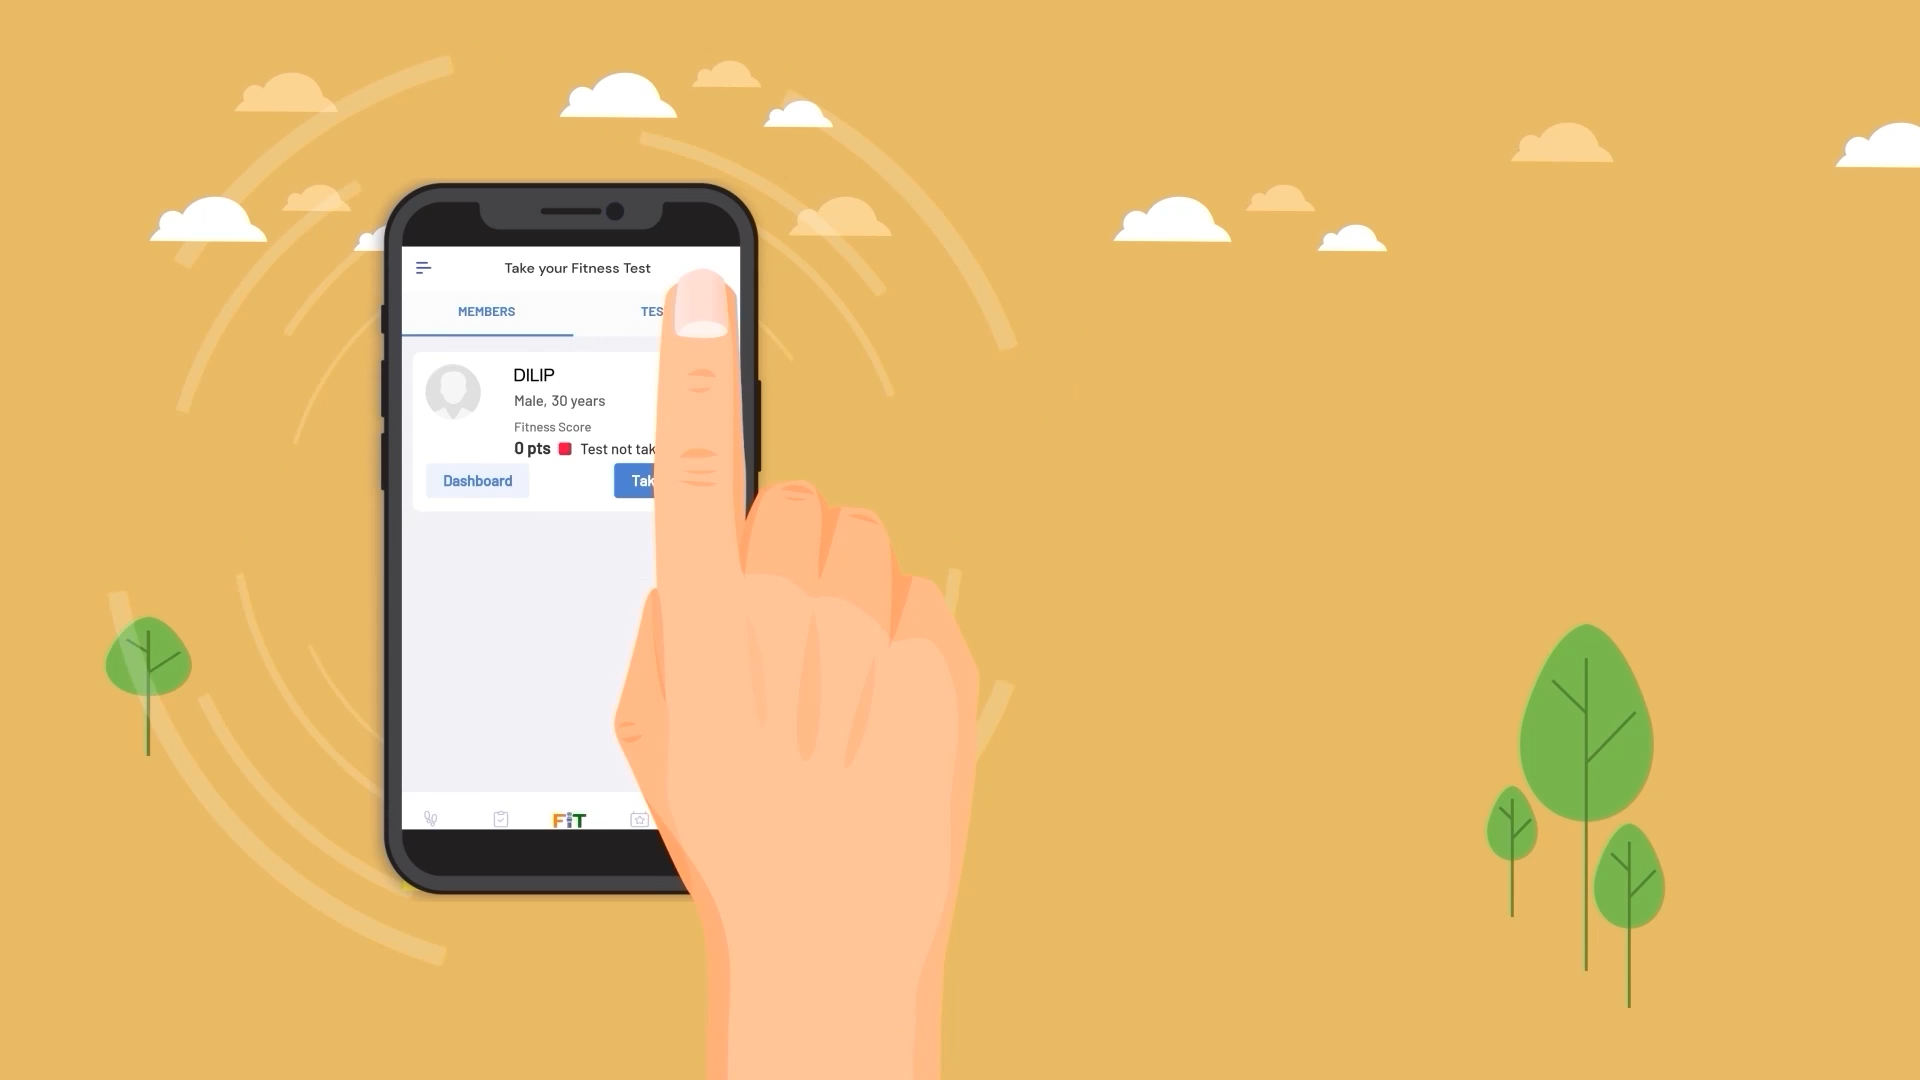 Take your Fitness Test
MEMBERS
TES
DILIP
Male, 30 years
Fitness Score
0 pts Test not tak
Dashboard
Tak
FiT